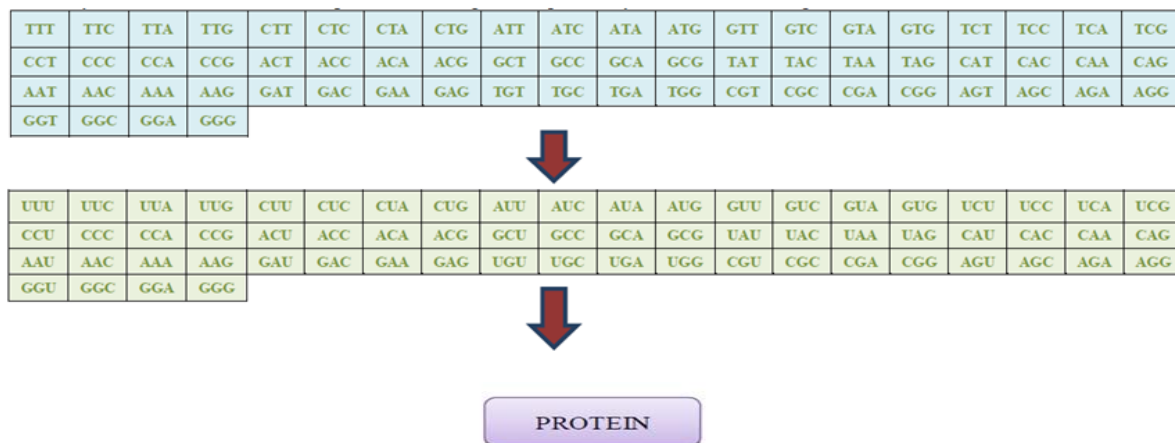 TTT TTC TTA TTG CTT CTC CTA CTG ATT ATC ATA ATG GTT GTC GTA GTG TCT TCC TCA TCG
CCT CCC CCA CCG ACT ACC ACA ACG GCT GCC GCA GCG TAT TAC TAA TAG CAT CAC CAA CAG
AAT AAC AAA AAG GAT GAC GAA GAG TGT TGC TGA TGG CGT CGC CGA CGG AGT AGC AGA AGG
GGT GGC GGA GGG
UUU UUC UUA UUG CUU CUC CUA CUG AUU AUC AUA AUG GUU GUC GUA GUG UCU UCC UCA UCG
CCU CCC CCA CCG ACU ACC ACA ACG GCU GCC GCA GCG UAU UAC UAA UAG CAU CAC CAA CAG
AAU AAC AAA AAG GAU GAC GAA GAG UGU UGC UGA UGG CGU CGC CGA CGG AGU AGC AGA AGG
GGU GGC GGA GGG
PROTEIN